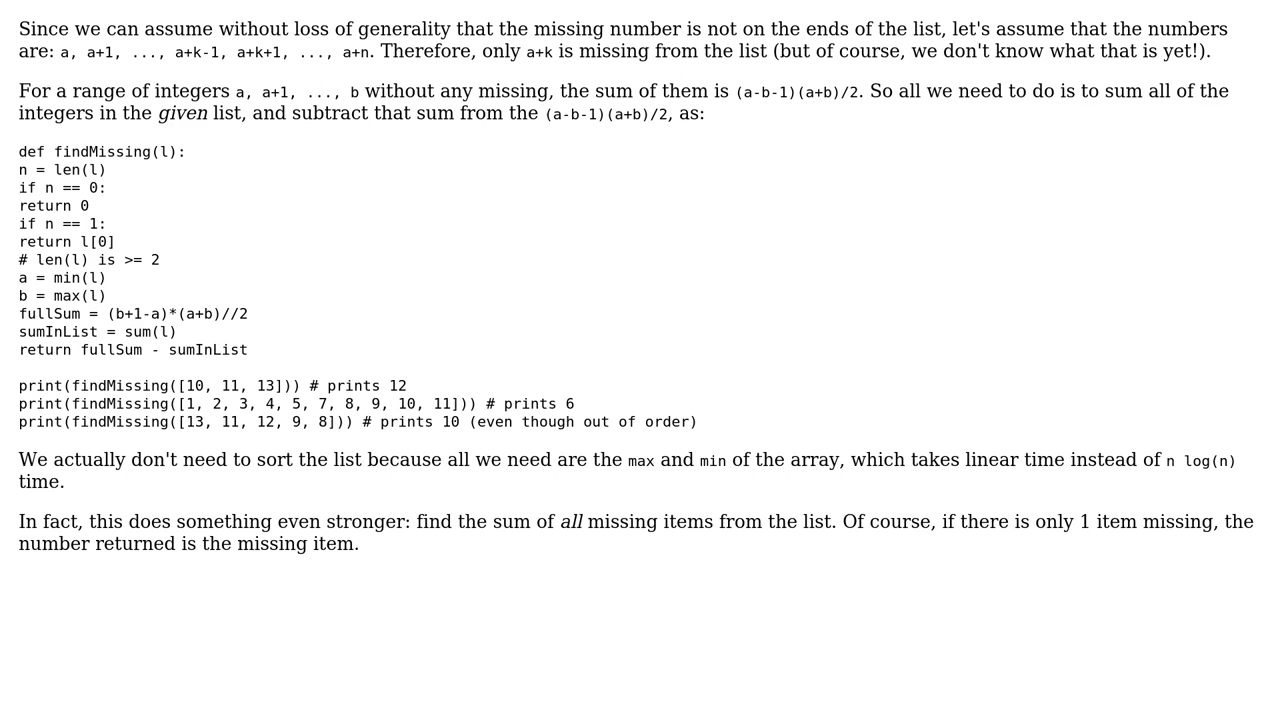 Since we can assume without loss of generality that the missing number is not on the ends of the list, let's assume that the numbers
are: a, a+1, ..., a+k-1, a+k+1, ..., a+n. Therefore, only a+k is missing from the list (but of course, we don't know what that is yet!).
For a range of integers a, a+1, ..., b without any missing, the sum of them is (a-b-1)(a+b)/2. So all we need to do is to sum all of the
integers in the given list, and subtract that sum from the (a-b-1)(a+b)/2, as:
def findMissing(l):
n = len(l)
if n == 0:
return 0
if n == 1:
return l[0]
# len(l) is >= 2
a = min(l)
b = max(l)
fullSum = (b+1-a)*(a+b)//2
sumInList = sum(l)
return fullSum - sumInList
print(findMissing([10, 11, 13])) # prints 12
print(findMissing([1, 2, 3, 4, 5, 7, 8, 9, 10, 11])) # prints 6
print(findMissing([13, 11, 12, 9, 8])) # prints 10 (even though out of order)
We actually don't need to sort the list because all we need are the max and min of the array, which takes linear time instead of n log(n)
time.
In fact, this does something even stronger: find the sum of all missing items from the list. Of course, if there is only 1 item missing, the
number returned is the missing item.